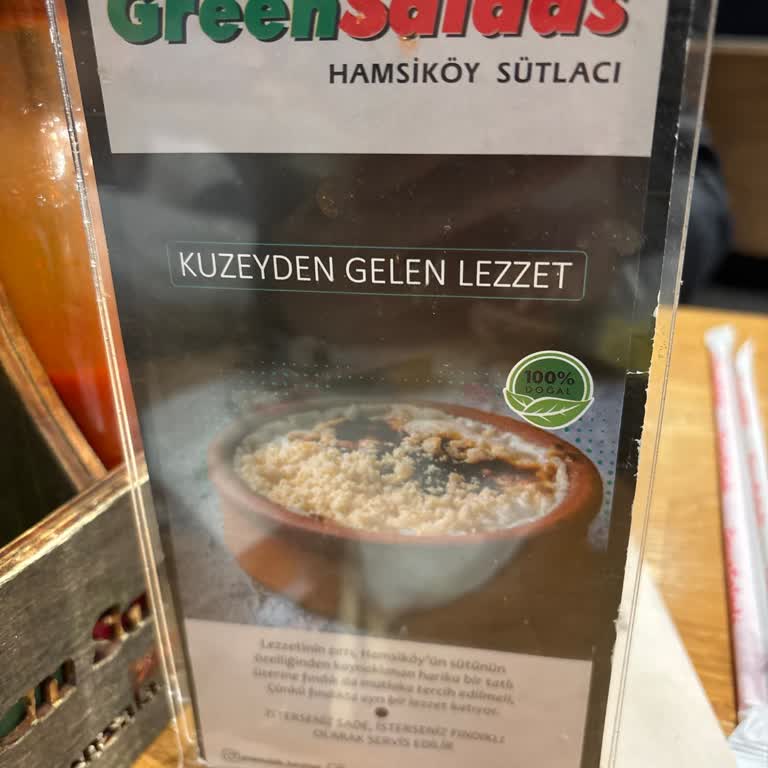 GreenSalads
HAMSİKÖY SÜTLACI
KUZEYDEN GELEN LEZZET
100%
DOĞAL
Lezzetinin sırrı, Hamsiköy'ün sütünün
özelliğinden kaynaklanan harika bir tatlı
üzerine fındık da mutlaka tercih edilmeli,
Çünkü fındıkta ayrı bir lezzet katıyor.
İSTERSENİZ SADE, İSTERSENİZ FINDIKLI
OLARAK SERVİS EDİLİR